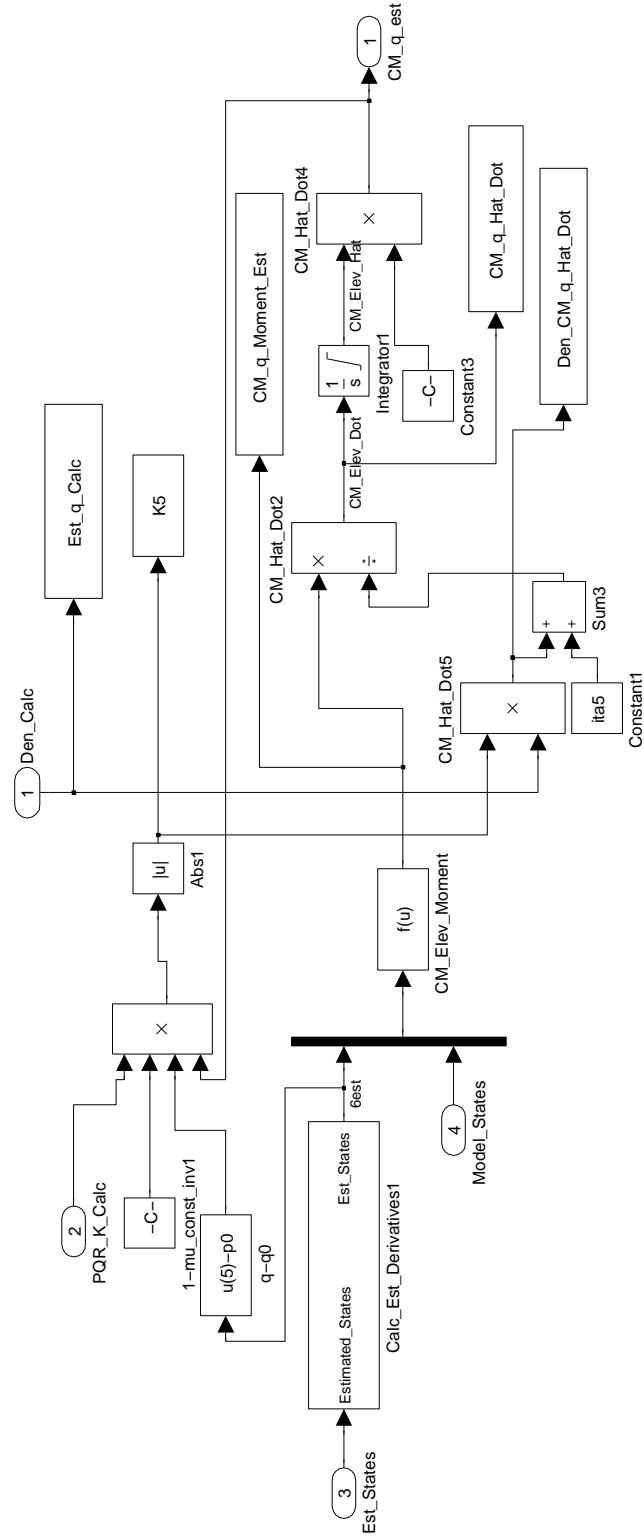 1
CM_q_est
×
CM_Hat_Dot4
CM_Elev_Hat
1
s
Integrator1
-C-
Constant3
CM_q_Hat_Dot
Den_CM_q_Hat_Dot
CM_q_Moment_Est
CM_Elev_Dot
×
÷
CM_Hat_Dot2
Est_q_Calc
K5
+
+
Sum3
×
CM_Hat_Dot5
ita5
Constant1
1
Den_Calc
|u|
Abs1
f(u)
CM_Elev_Moment
×
2
PQR_K_Calc
-C-
1-mu_const_inv1
u(5)-p0
q-q0
6est
Estimated_States
Est_States
Calc_Est_Derivatives1
4
Model_States
3
Est_States